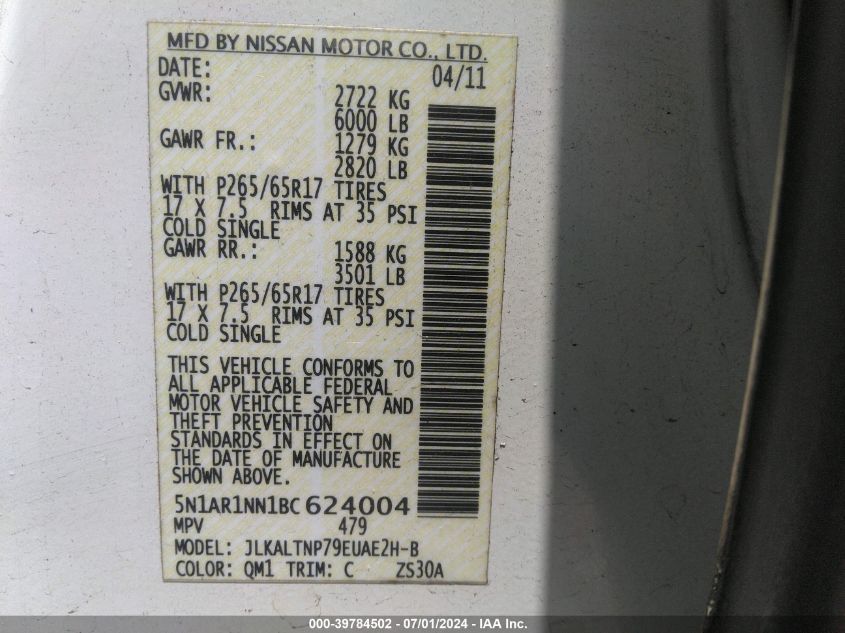 MFD BY NISSAN MOTOR CO., LTD.
DATE: 04/11
GVWR: 2722 KG
6000 LB
GAWR FR.: 1279 KG
2820 LB
WITH P265/65R17 TIRES
17 X 7.5 RIMS AT 35 PSI
COLD SINGLE
GAWR RR.: 1588 KG
3501 LB
WITH P265/65R17 TIRES
17 X 7.5 RIMS AT 35 PSI
COLD SINGLE
THIS VEHICLE CONFORMS TO
ALL APPLICABLE FEDERAL
MOTOR VEHICLE SAFETY AND
THEFT PREVENTION
STANDARDS IN EFFECT ON
THE DATE OF MANUFACTURE
SHOWN ABOVE.
5N1AR1NN1BC624004
MPV 479
MODEL: JLKALTNP79EUAE2H-B
COLOR: QM1 TRIM: C ZS30A
000-39784502 - 07/01/2024 - IAA Inc.